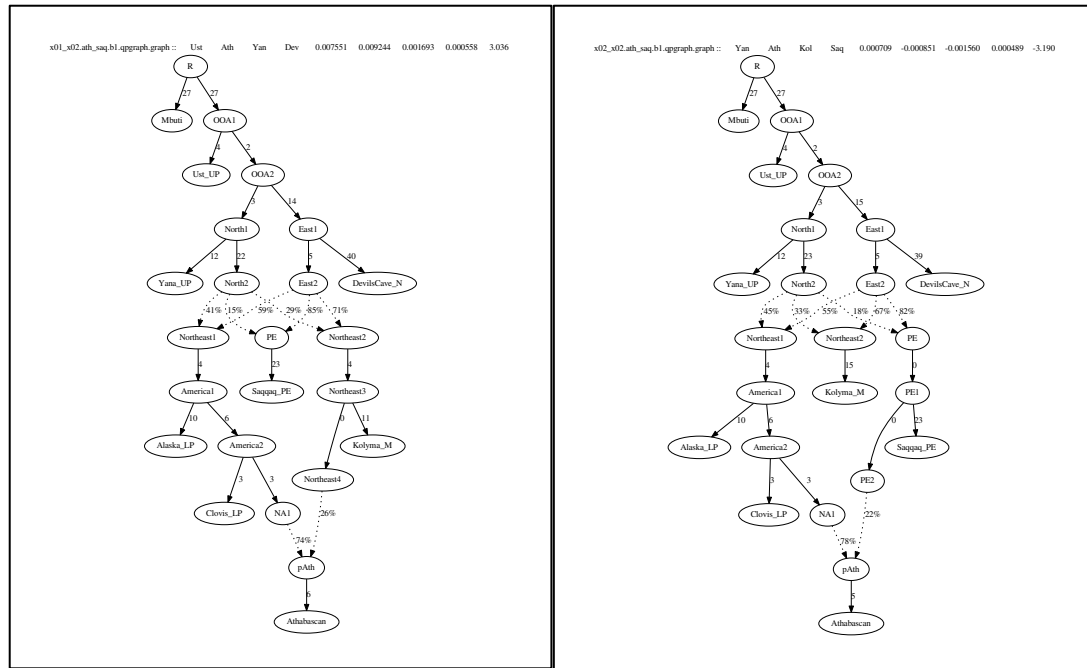 x01_x02.ath_saq.b1.qpgraph.graph :: Ust Ath Yan Dev 0.007551 0.009244 0.001693 0.000558 3.036
R
27 27
Mbuti OOA1
4 2
Ust_UP OOA2
3 14
North1 East1
12 22 5 40
Yana_UP North2 East2 DevilsCave_N
41% 15% 59% 29% 85% 71%
Northeast1 PE Northeast2
4 23 4
America1 Saqqaq_PE Northeast3
10 6 0 11
Alaska_LP America2 Kolyma_M
3 3 Northeast4
Clovis_LP NA1 26%
74%
pAth
6
Athabascan
x02_x02.ath_saq.b1.qpgraph.graph :: Yan Ath Kol Saq 0.000709 -0.000851 -0.001560 0.000489 -3.190
R
27 27
Mbuti OOA1
4 2
Ust_UP OOA2
3 15
North1 East1
12 23 5 39
Yana_UP North2 East2 DevilsCave_N
45% 33% 55% 18% 67% 82%
Northeast1 Northeast2 PE
4 15 0
America1 Kolyma_M PE1
10 6 0 23
Alaska_LP America2 Saqqaq_PE
3 3 PE2
Clovis_LP NA1 22%
78%
pAth
5
Athabascan